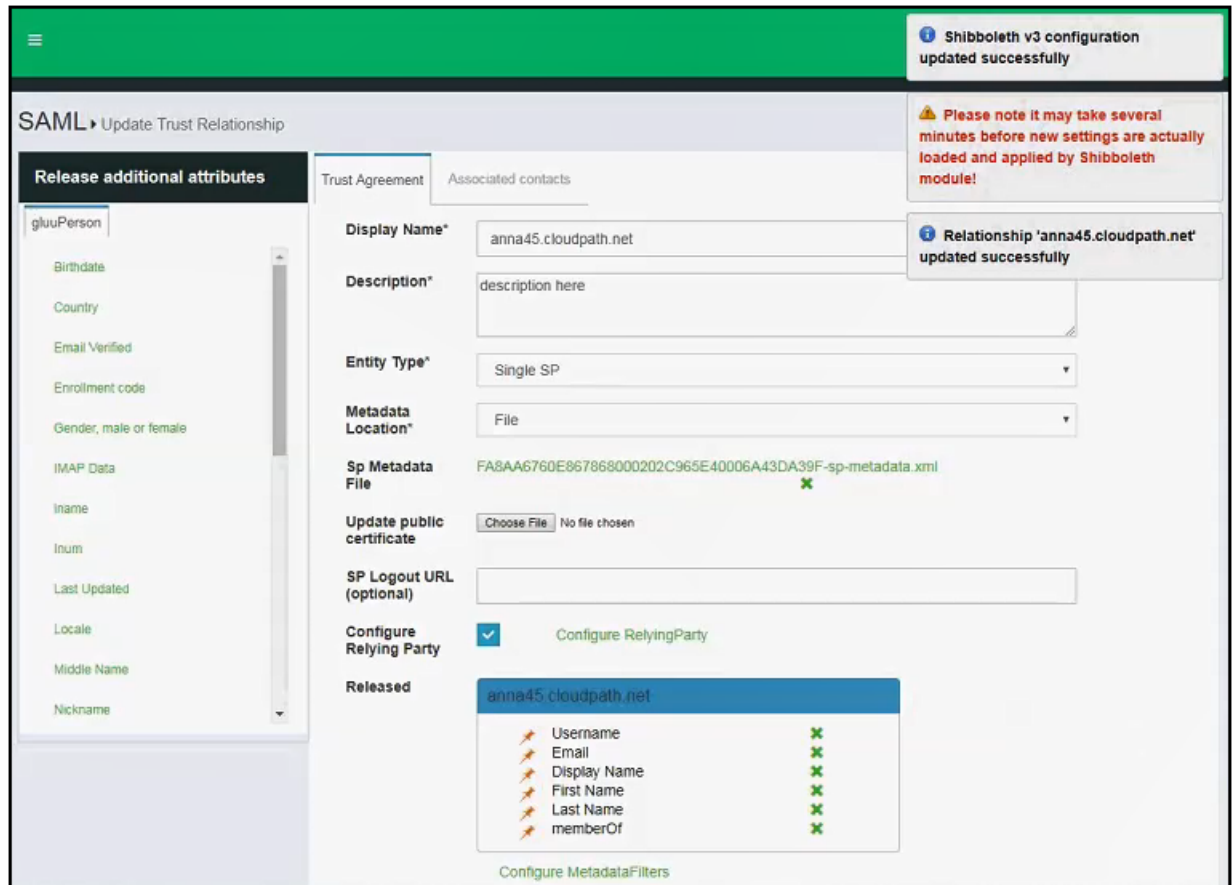 Shibboleth v3 configuration
updated successfully
SAML Update Trust Relationship
Please note it may take several
minutes before new settings are actually
loaded and applied by Shibboleth
module!
Relationship 'anna45.cloudpath.net'
updated successfully
Release additional attributes
gluuPerson
Birthdate
Country
Email Verified
Enrollment code
Gender, male or female
IMAP Data
Iname
Inum
Last Updated
Locale
Middle Name
Nickname
Trust Agreement Associated contacts
Display Name* anna45.cloudpath.net
Description* description here
Entity Type* Single SP
Metadata
Location* File
Sp Metadata
File FA8AA6760E867868000202C965E40006A43DA39F-sp-metadata.xml
Update public
certificate Choose File No file chosen
SP Logout URL
(optional)
Configure
Relying Party Configure RelyingParty
Released anna45.cloudpath.net
Username
Email
Display Name
First Name
Last Name
memberOf
Configure MetadataFilters